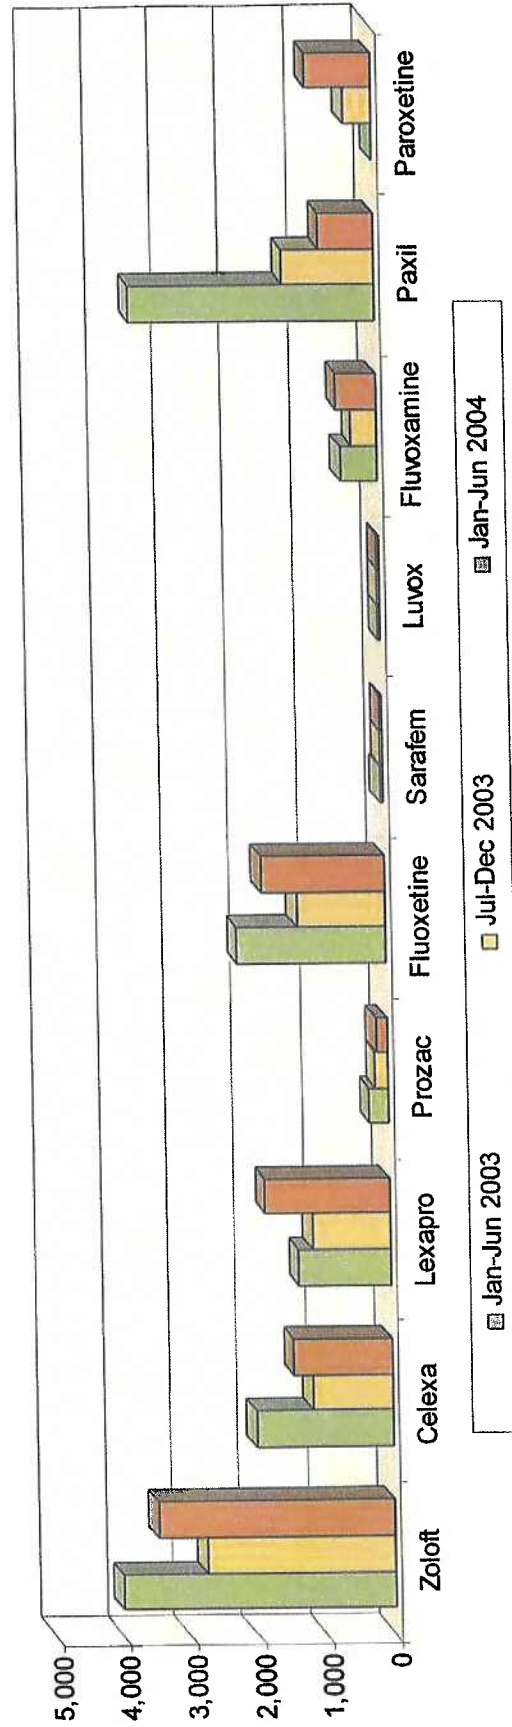 5,000
4,000
3,000
2,000
1,000
0
Zoloft
Celexa
Lexapro
Prozac
Fluoxetine
Sarafem
Luvox
Fluvoxamine
Paxil
Paroxetine
Jan-Jun 2003
Jul-Dec 2003
Jan-Jun 2004